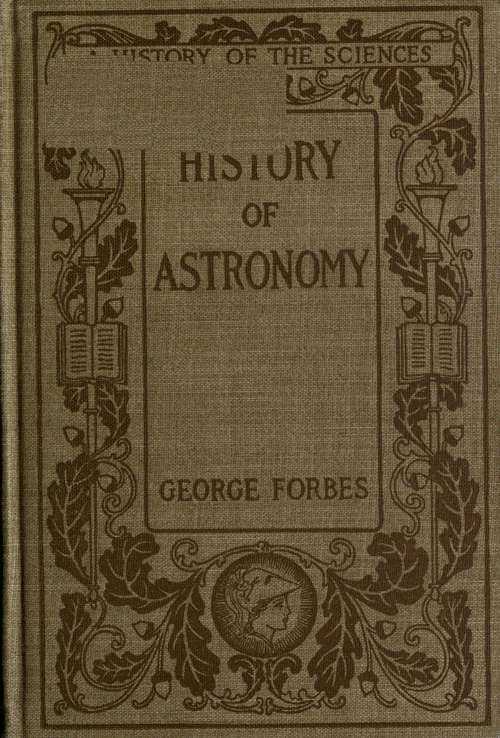 A HISTORY OF THE SCIENCES
HISTORY
OF
ASTRONOMY
GEORGE FORBES